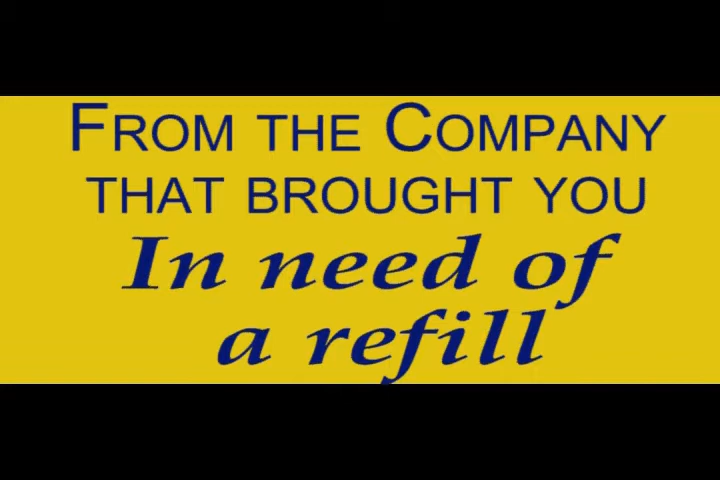 FROM THE COMPANY
THAT BROUGHT YOU
In need of
a refill